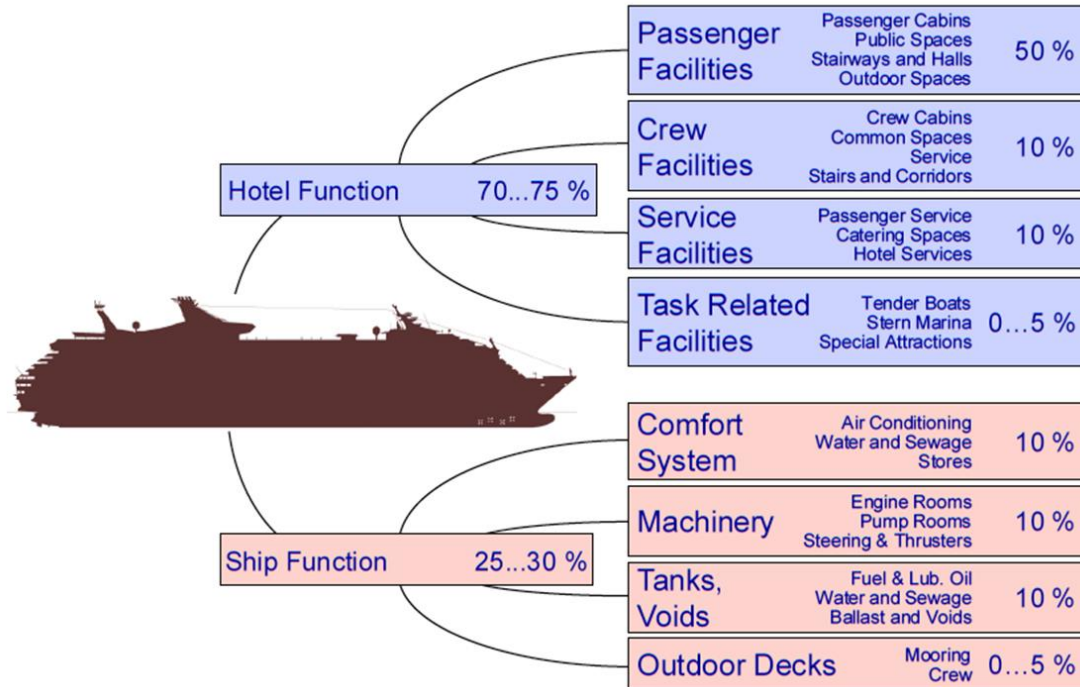 Hotel Function 70...75 %
Passenger
Facilities
Passenger Cabins
Public Spaces
Stairways and Halls
Outdoor Spaces
50 %
Crew
Facilities
Crew Cabins
Common Spaces
Service
Stairs and Corridors
10 %
Service
Facilities
Passenger Service
Catering Spaces
Hotel Services
10 %
Task Related
Facilities
Tender Boats
Stern Marina
Special Attractions
0...5 %
Ship Function 25...30 %
Comfort
System
Air Conditioning
Water and Sewage
Stores
10 %
Machinery
Engine Rooms
Pump Rooms
Steering & Thrusters
10 %
Tanks,
Voids
Fuel & Lub. Oil
Water and Sewage
Ballast and Voids
10 %
Outdoor Decks
Mooring
Crew
0...5 %